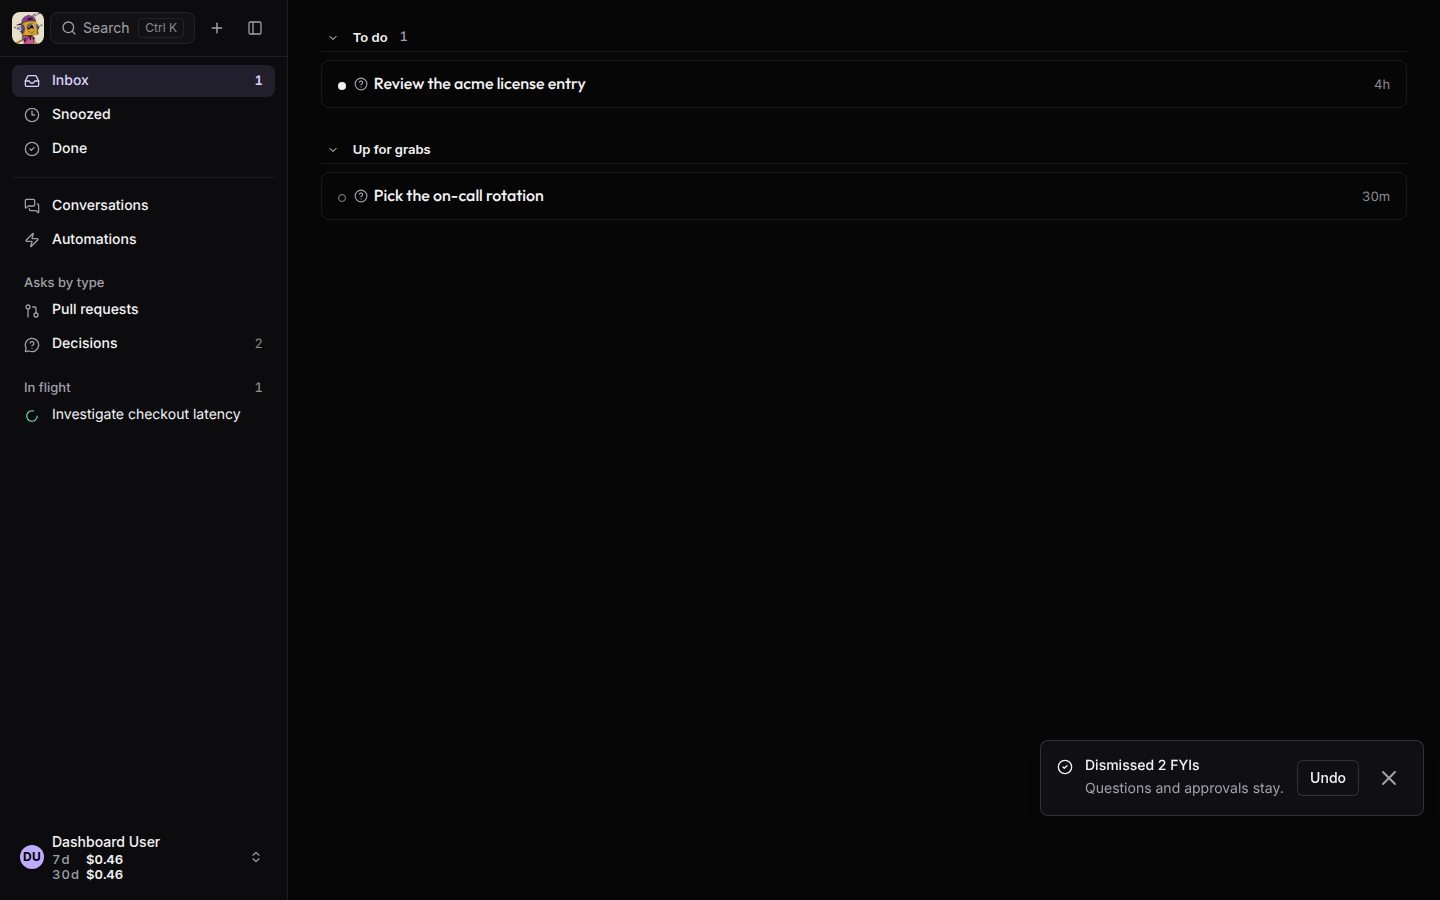 Search Ctrl K
Inbox 1
Snoozed
Done
Conversations
Automations
Asks by type
Pull requests
Decisions 2
In flight 1
Investigate checkout latency
DU
Dashboard User
7d $0.46
30d $0.46
To do 1
Review the acme license entry 4h
Up for grabs
Pick the on-call rotation 30m
Dismissed 2 FYIs
Questions and approvals stay.
Undo